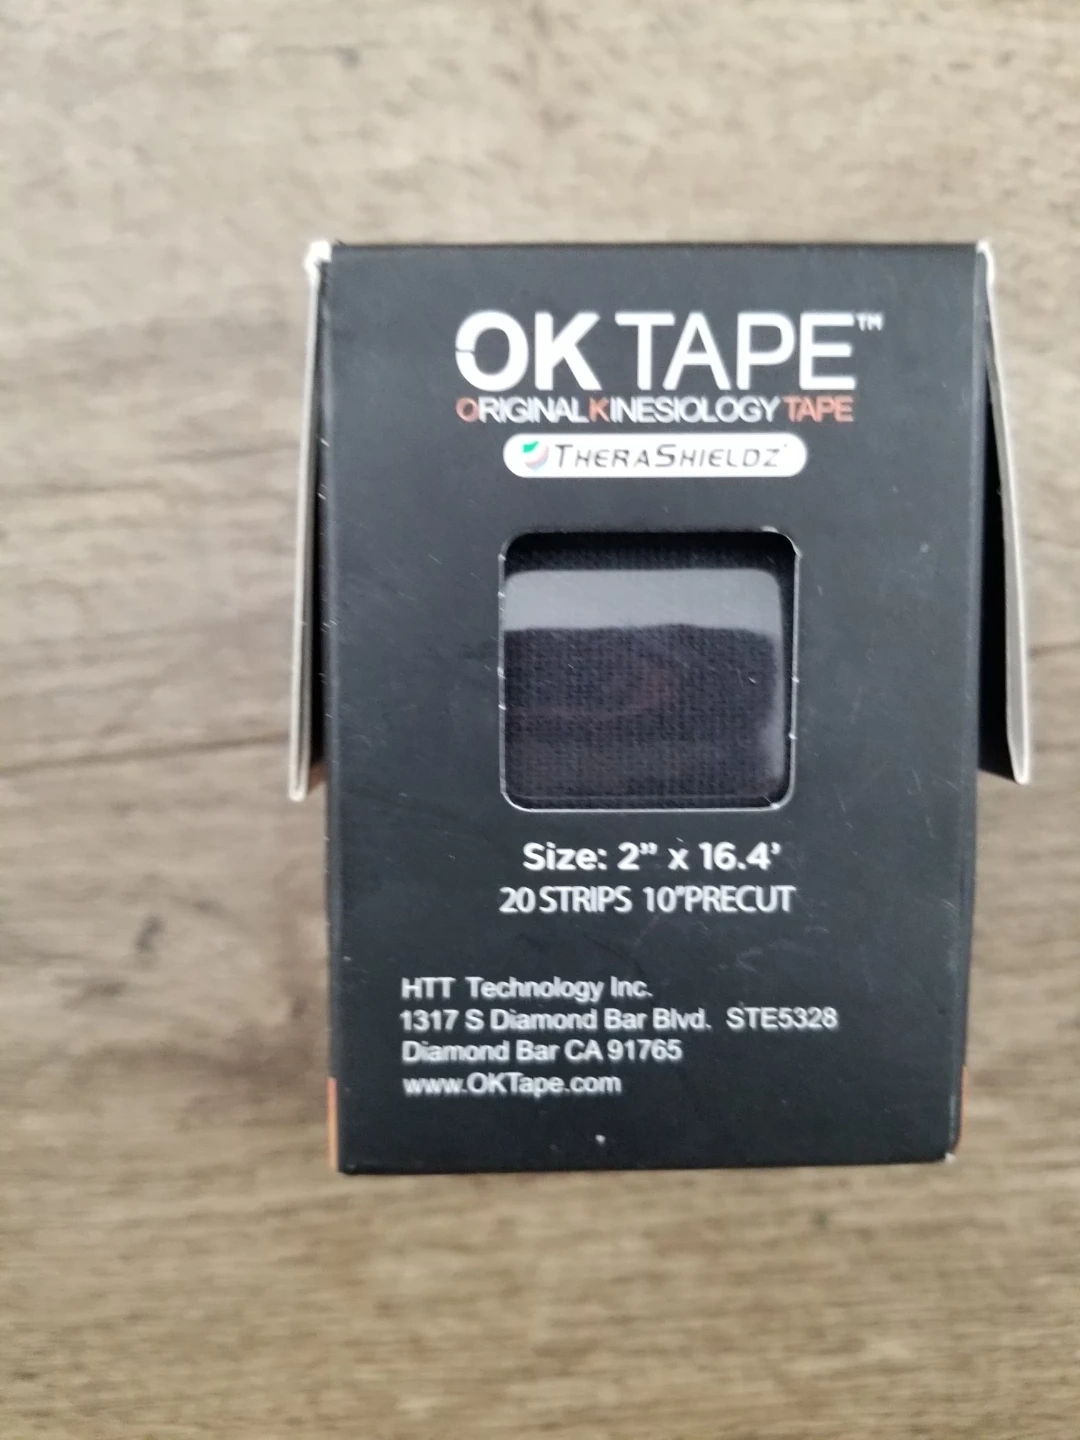 OK TAPE™
ORIGINAL KINESIOLOGY TAPE
THERASHIELDZ
Size: 2” x 16.4’
20 STRIPS 10”PRECUT
HTT Technology Inc.
1317 S Diamond Bar Blvd. STE5328
Diamond Bar CA 91765
www.OKTape.com